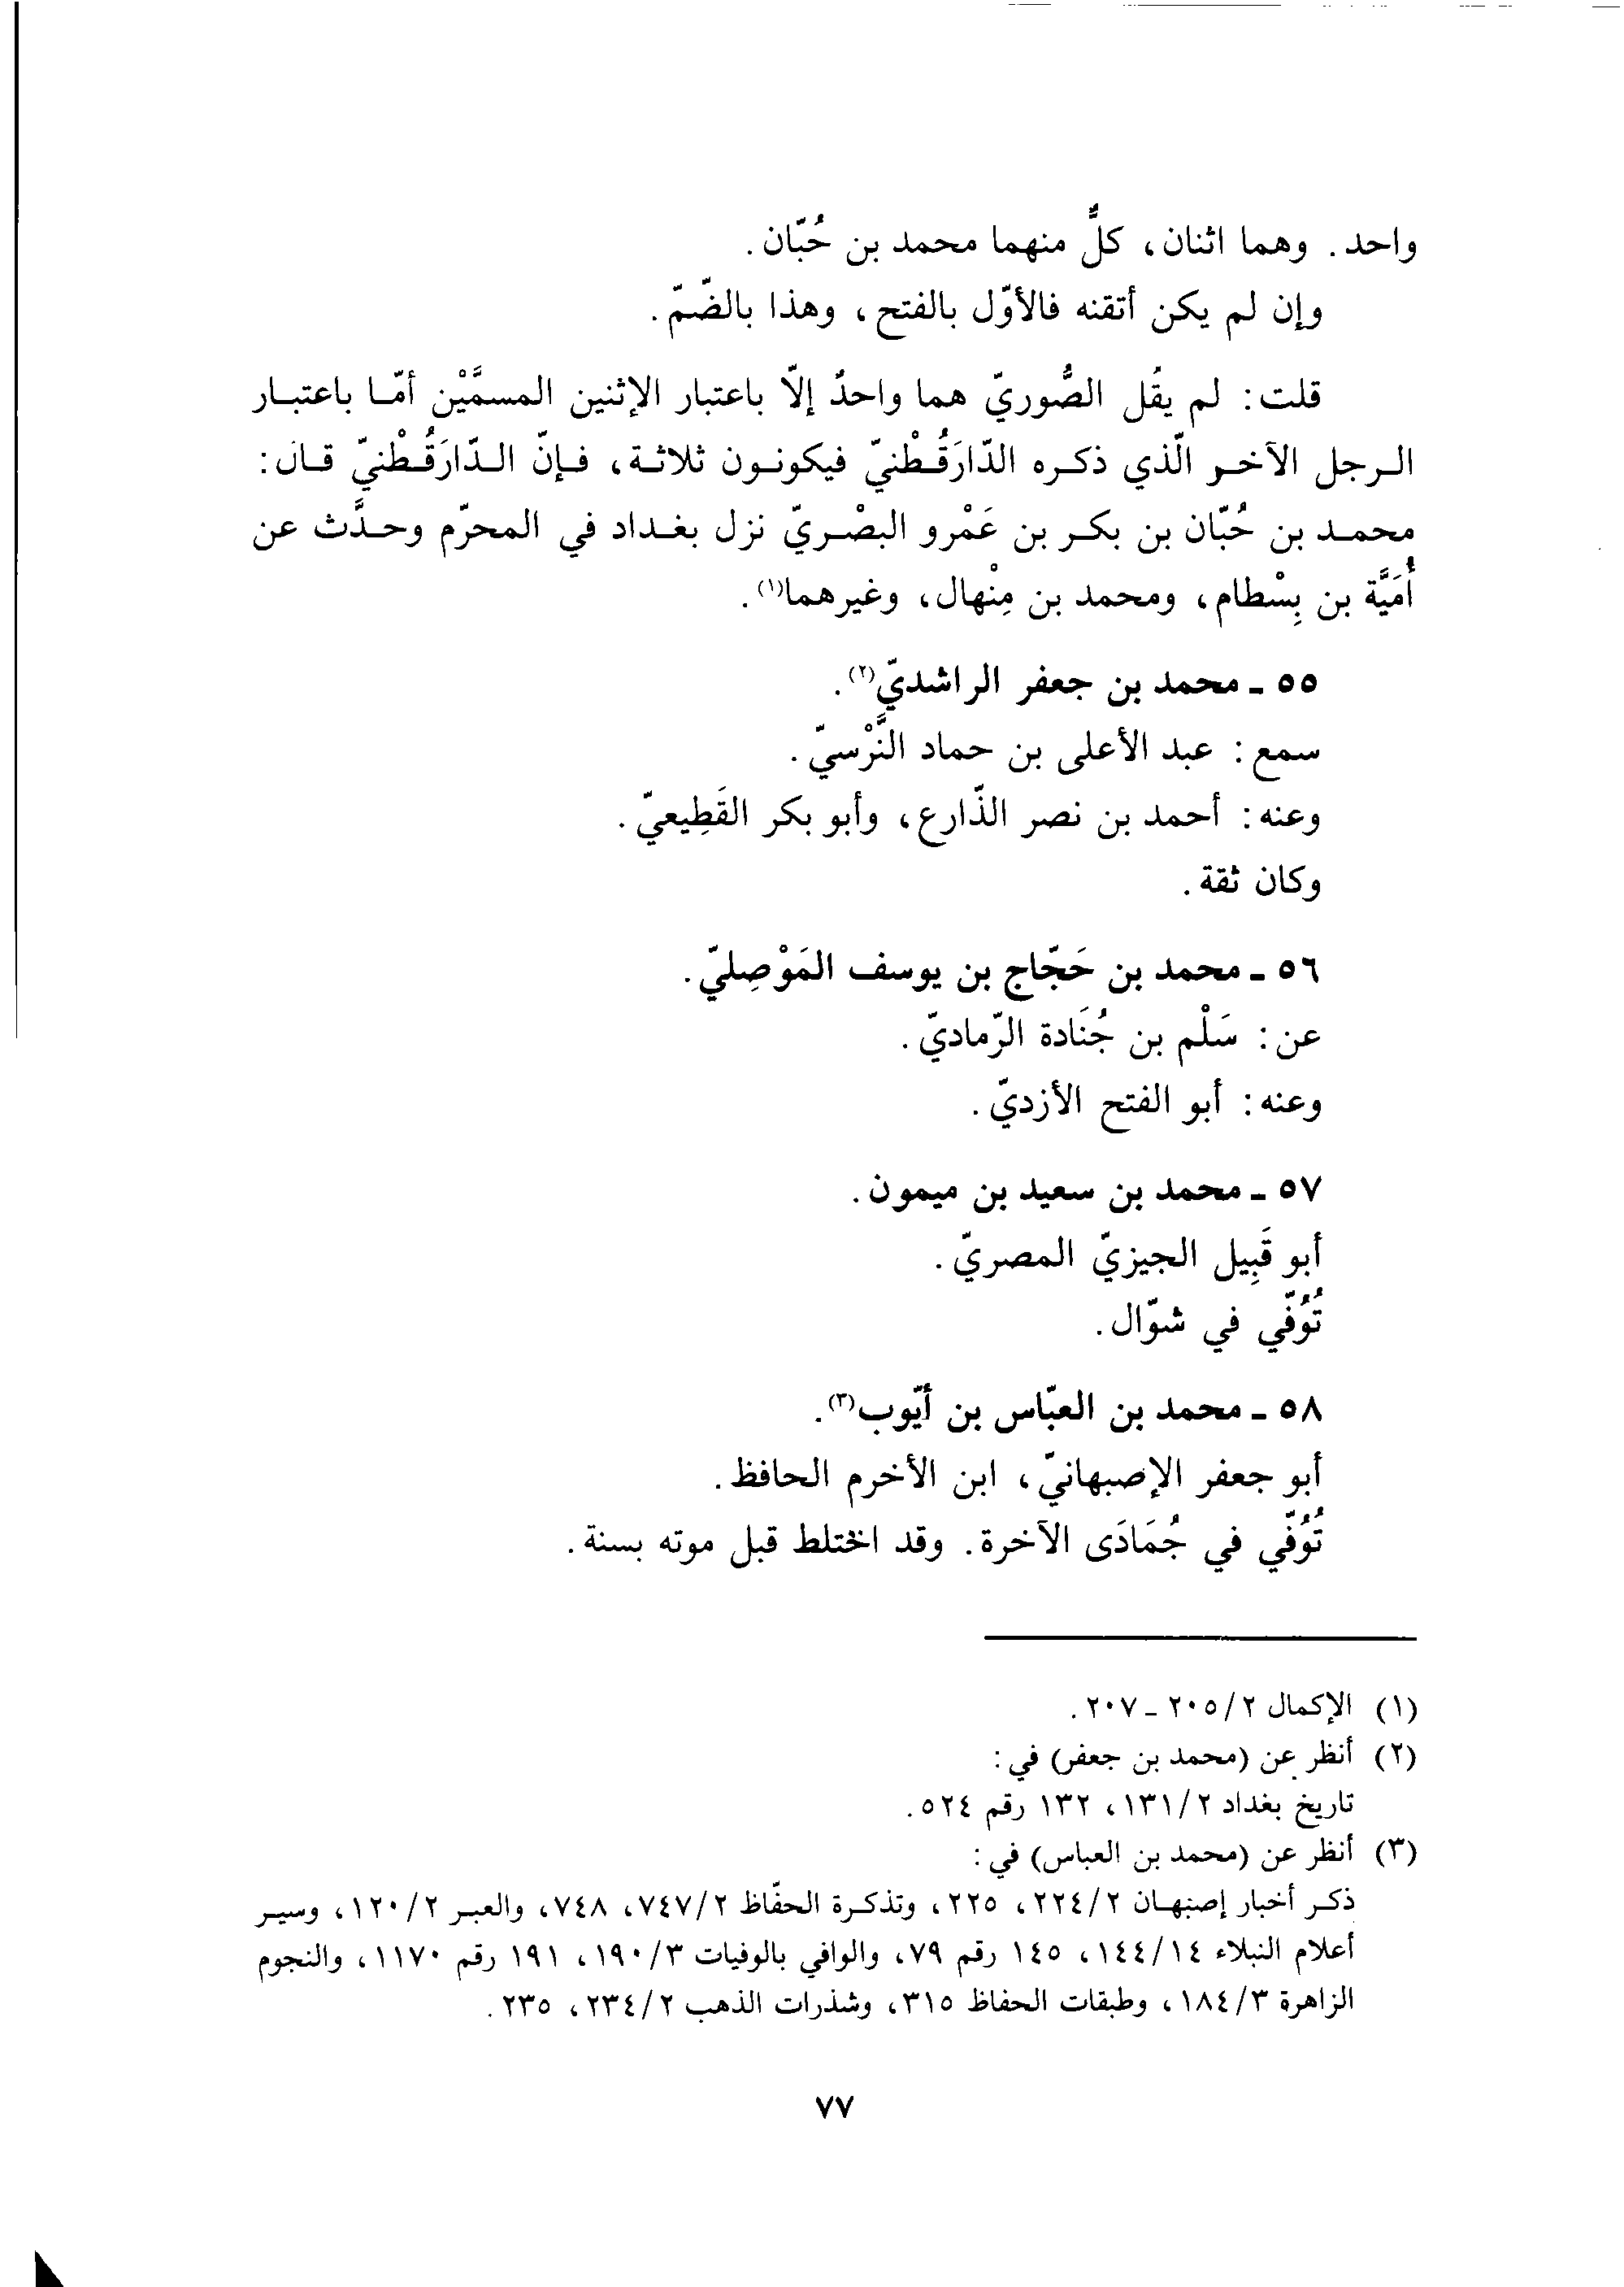 واحد. وهما اثنان، كلٌّ منهما محمد بن حُبّان.
وإن لم يكن أتقنه فالأوّل بالفتح، وهذا بالضّمّ.
قلت: لم يقُل الصُّوريّ هما واحدٌ إلاّ باعتبار الإثنين المسمَّيْن أمّا باعتبار
الرجل الآخر الّذي ذكره الدّارَقُطْنيّ فيكونون ثلاثة، فإنّ الدّارَقُطْنيّ قال:
محمد بن حُبّان بن بكر بن عَمْرو البصْريّ نزل بغداد في المحرّم وحدَّث عن
أُمَيَّة بن بِسْطام، ومحمد بن مِنْهال، وغيرهما(١).
٥٥ ـ محمد بن جعفر الراشديّ(٢).
سمع: عبد الأعلى بن حماد النَّرْسيّ.
وعنه: أحمد بن نصر الذّارع، وأبو بكر القَطِيعيّ.
وكان ثقة.
٥٦ ـ محمد بن حَجّاج بن يوسف المَوْصِليّ.
عن: سَلْم بن جُنَادة الرّماديّ.
وعنه: أبو الفتح الأزديّ.
٥٧ ـ محمد بن سعيد بن ميمون.
أبو قَبِيل الجيزيّ المصريّ.
تُوُفّي في شوّال.
٥٨ ـ محمد بن العبّاس بن أيّوب(٣).
أبو جعفر الإصبهانيّ، ابن الأخرم الحافظ.
تُوُفّي في جُمَادَى الآخرة. وقد اختلط قبل موته بسنة.
(١) الإكمال ٢/٢٠٥ ـ ٢٠٧.
(٢) أنظر عن (محمد بن جعفر) في:
تاريخ بغداد ٢/١٣١، ١٣٢ رقم ٥٢٤.
(٣) أنظر عن (محمد بن العباس) في:
ذكر أخبار إصبهان ٢/٢٢٤، ٢٢٥، وتذكرة الحفّاظ ٢/٧٤٧، ٧٤٨، والعبر ٢/١٢٠، وسير
أعلام النبلاء ١٤/١٤٤، ١٤٥ رقم ٧٩، والوافي بالوفيات ٣/١٩٠، ١٩١ رقم ١١٧٠، والنجوم
الزاهرة ٣/١٨٤، وطبقات الحفاظ ٣١٥، وشذرات الذهب ٢/٢٣٤، ٢٣٥.
٧٧